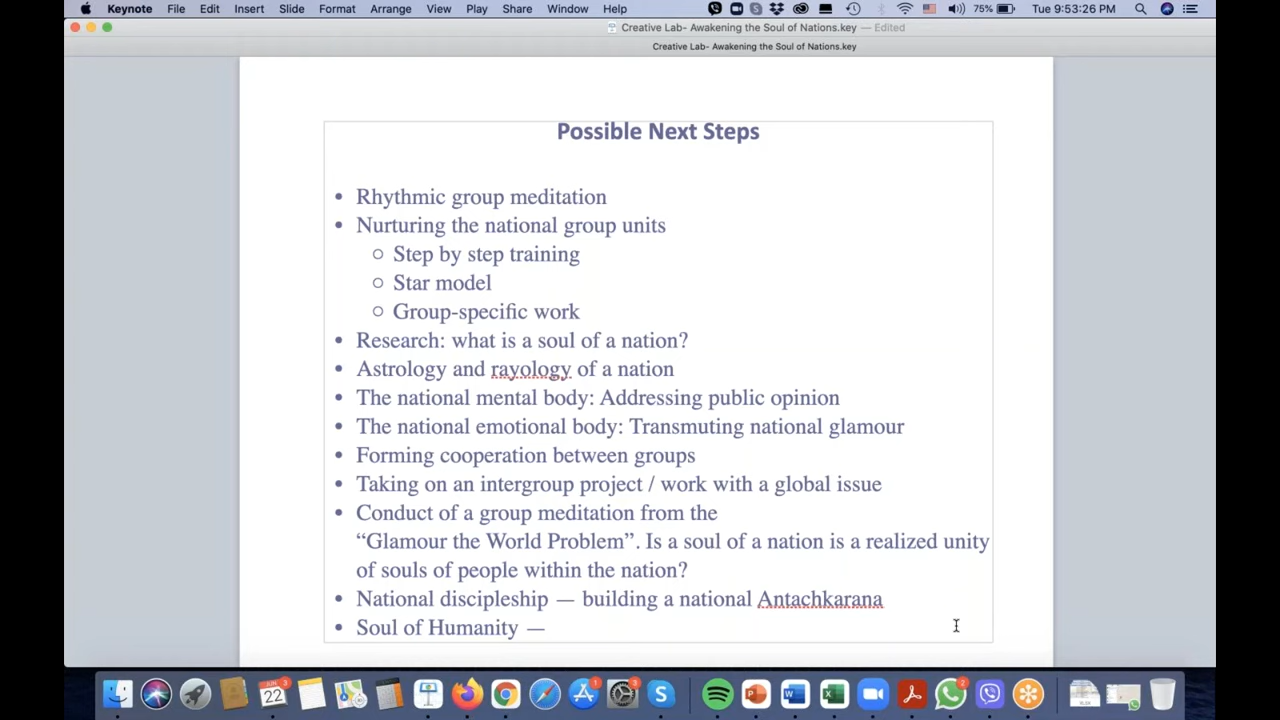 Keynote File Edit Insert Slide Format Arrange View Play Share Window Help 75% Tue 9:53:26 PM
Creative Lab- Awakening the Soul of Nations.key — Edited
Creative Lab- Awakening the Soul of Nations.key
Possible Next Steps
• Rhythmic group meditation
• Nurturing the national group units
○ Step by step training
○ Star model
○ Group-specific work
• Research: what is a soul of a nation?
• Astrology and rayology of a nation
• The national mental body: Addressing public opinion
• The national emotional body: Transmuting national glamour
• Forming cooperation between groups
• Taking on an intergroup project / work with a global issue
• Conduct of a group meditation from the
“Glamour the World Problem”. Is a soul of a nation is a realized unity
of souls of people within the nation?
• National discipleship — building a national Antachkarana
• Soul of Humanity —
JUN 22 3 1 3 2